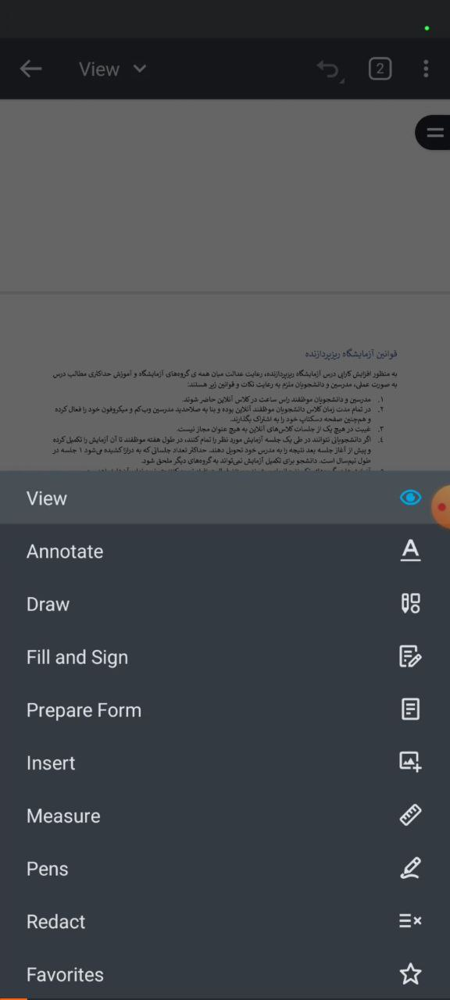 View
2
قوانین آزمایشگاه ریزپردازنده
به منظور افزایش کارایی درس آزمایشگاه ریزپردازنده، رعایت عدالت میان همه ی گروه‌های آزمایشگاه و آموزش حداکثری مطالب درس
به صورت عملی، مدرسین و دانشجویان ملزم به رعایت نکات و قوانین زیر هستند:
۱. مدرسین و دانشجویان موظفند راس ساعت در کلاس آنلاین حاضر شوند.
۲. در تمام مدت زمان کلاس دانشجویان موظفند آنلاین بوده و بنا به صلاحدید مدرسین وب‌کم و میکروفون خود را فعال کرده
و همچنین صفحه دسکتاپ خود را به اشتراک بگذارند.
۳. غیبت در هیچ یک از جلسات کلاس‌های آنلاین به هیچ عنوان مجاز نیست.
۴. اگر دانشجویانی نتوانند در طی یک جلسه آزمایش مورد نظر را تمام کنند، در طول هفته موظفند تا آن آزمایش را تکمیل کرده
و پیش از آغاز جلسه بعد نتیجه را به مدرس خود تحویل دهند. حداکثر تعداد جلساتی که به درازا کشیده می‌شود ۱ جلسه در
طول نیم‌سال است. دانشجو برای تکمیل آزمایش نمی‌تواند به گروه‌های دیگر ملحق شود.
View
Annotate
Draw
Fill and Sign
Prepare Form
Insert
Measure
Pens
Redact
Favorites